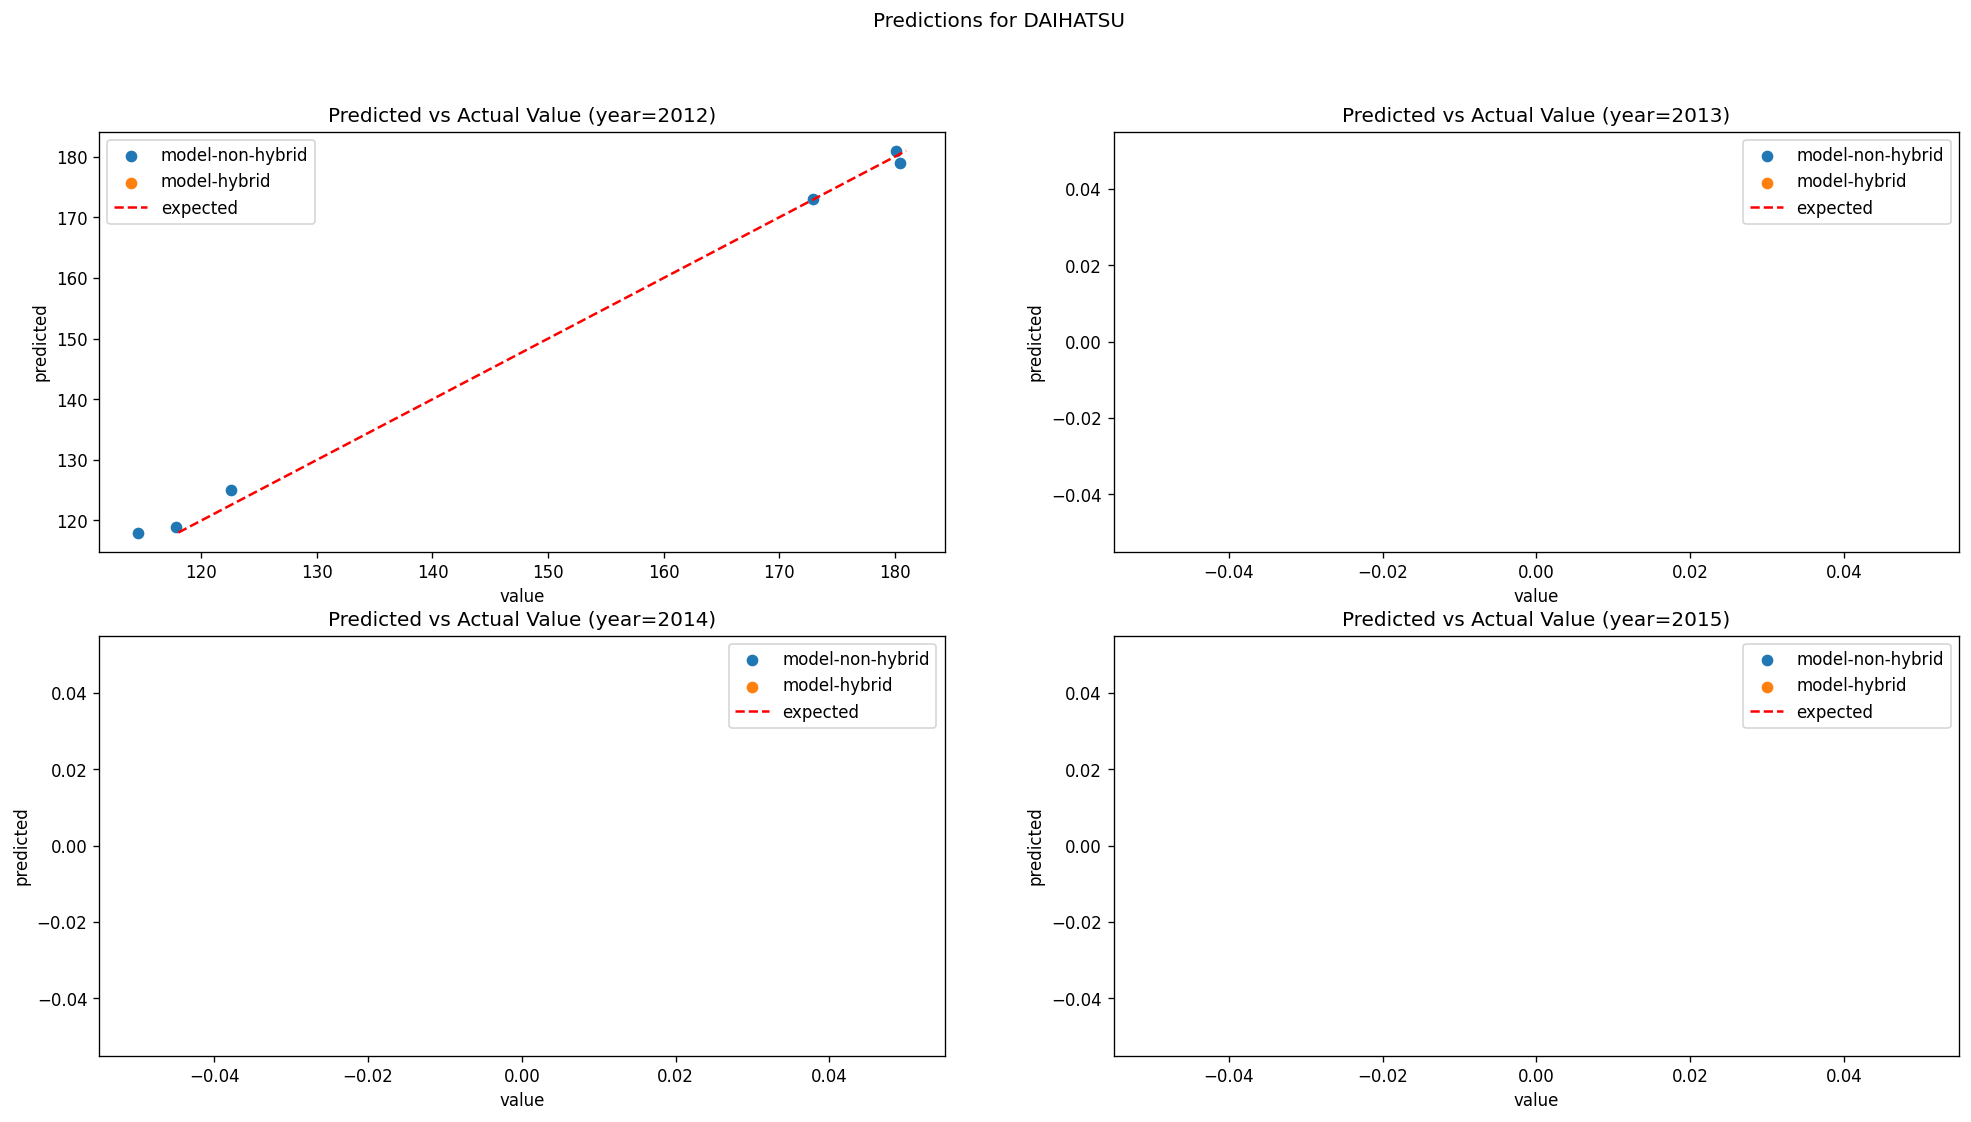 Predictions for DAIHATSU
Predicted vs Actual Value (year=2012)
model-non-hybrid
model-hybrid
expected
180
170
160
150
140
130
120
predicted
120 130 140 150 160 170 180
value
Predicted vs Actual Value (year=2013)
model-non-hybrid
model-hybrid
expected
0.04
0.02
0.00
−0.02
−0.04
predicted
−0.04 −0.02 0.00 0.02 0.04
value
Predicted vs Actual Value (year=2014)
model-non-hybrid
model-hybrid
expected
0.04
0.02
0.00
−0.02
−0.04
predicted
−0.04 −0.02 0.00 0.02 0.04
value
Predicted vs Actual Value (year=2015)
model-non-hybrid
model-hybrid
expected
0.04
0.02
0.00
−0.02
−0.04
predicted
−0.04 −0.02 0.00 0.02 0.04
value